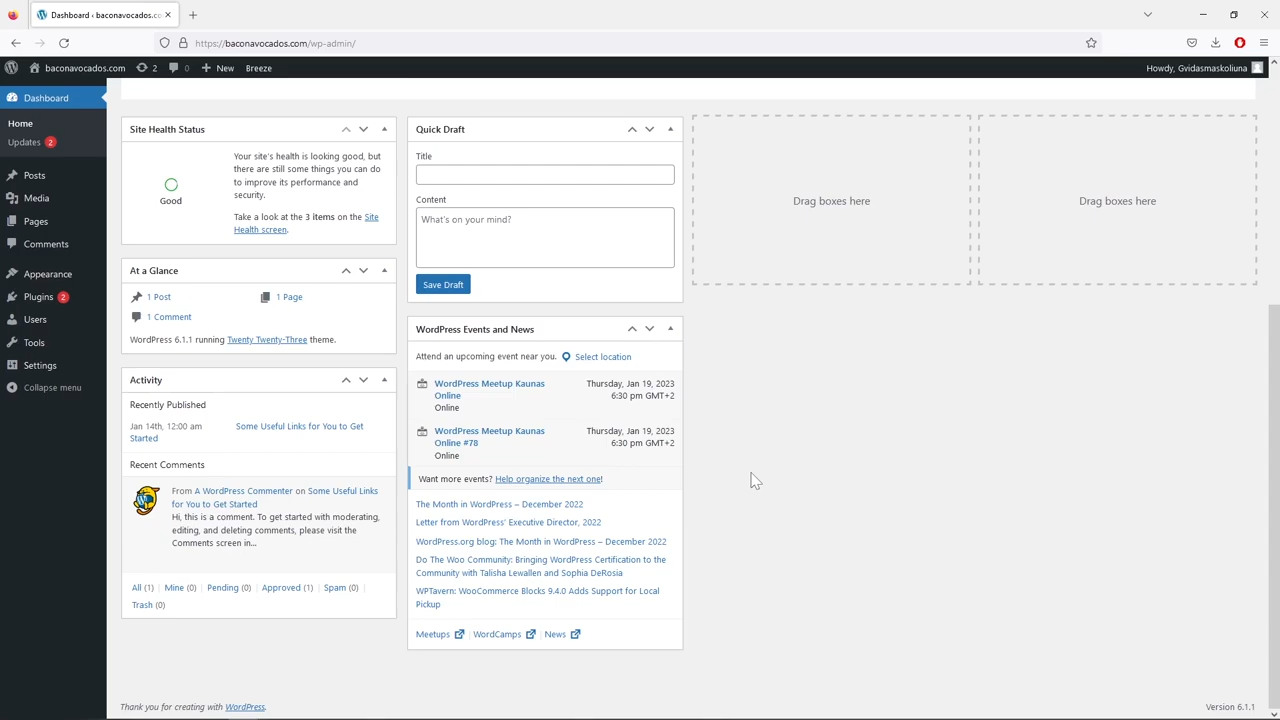 Dashboard ‹ baconavocados.co
https://baconavocados.com/wp-admin/
baconavocados.com 2 0 New Breeze
Howdy, Gvidasmaskoliuna
Dashboard
Home
Updates 2
Posts
Media
Pages
Comments
Appearance
Plugins 2
Users
Tools
Settings
Collapse menu
Site Health Status
Good
Your site's health is looking good, but
there are still some things you can do
to improve its performance and
security.
Take a look at the 3 items on the Site
Health screen.
At a Glance
1 Post 1 Page
1 Comment
WordPress 6.1.1 running Twenty Twenty-Three theme.
Activity
Recently Published
Jan 14th, 12:00 am Some Useful Links for You to Get
Started
Recent Comments
From A WordPress Commenter on Some Useful Links
for You to Get Started
Hi, this is a comment. To get started with moderating,
editing, and deleting comments, please visit the
Comments screen in...
All (1) | Mine (0) | Pending (0) | Approved (1) | Spam (0) |
Trash (0)
Quick Draft
Title
Content
What's on your mind?
Save Draft
WordPress Events and News
Attend an upcoming event near you. Select location
WordPress Meetup Kaunas Thursday, Jan 19, 2023
Online 6:30 pm GMT+2
Online
WordPress Meetup Kaunas Thursday, Jan 19, 2023
Online #78 6:30 pm GMT+2
Online
Want more events? Help organize the next one!
The Month in WordPress – December 2022
Letter from WordPress' Executive Director, 2022
WordPress.org blog: The Month in WordPress – December 2022
Do The Woo Community: Bringing WordPress Certification to the
Community with Talisha Lewallen and Sophia DeRosia
WPTavern: WooCommerce Blocks 9.4.0 Adds Support for Local
Pickup
Meetups | WordCamps | News
Drag boxes here
Drag boxes here
Thank you for creating with WordPress.
Version 6.1.1